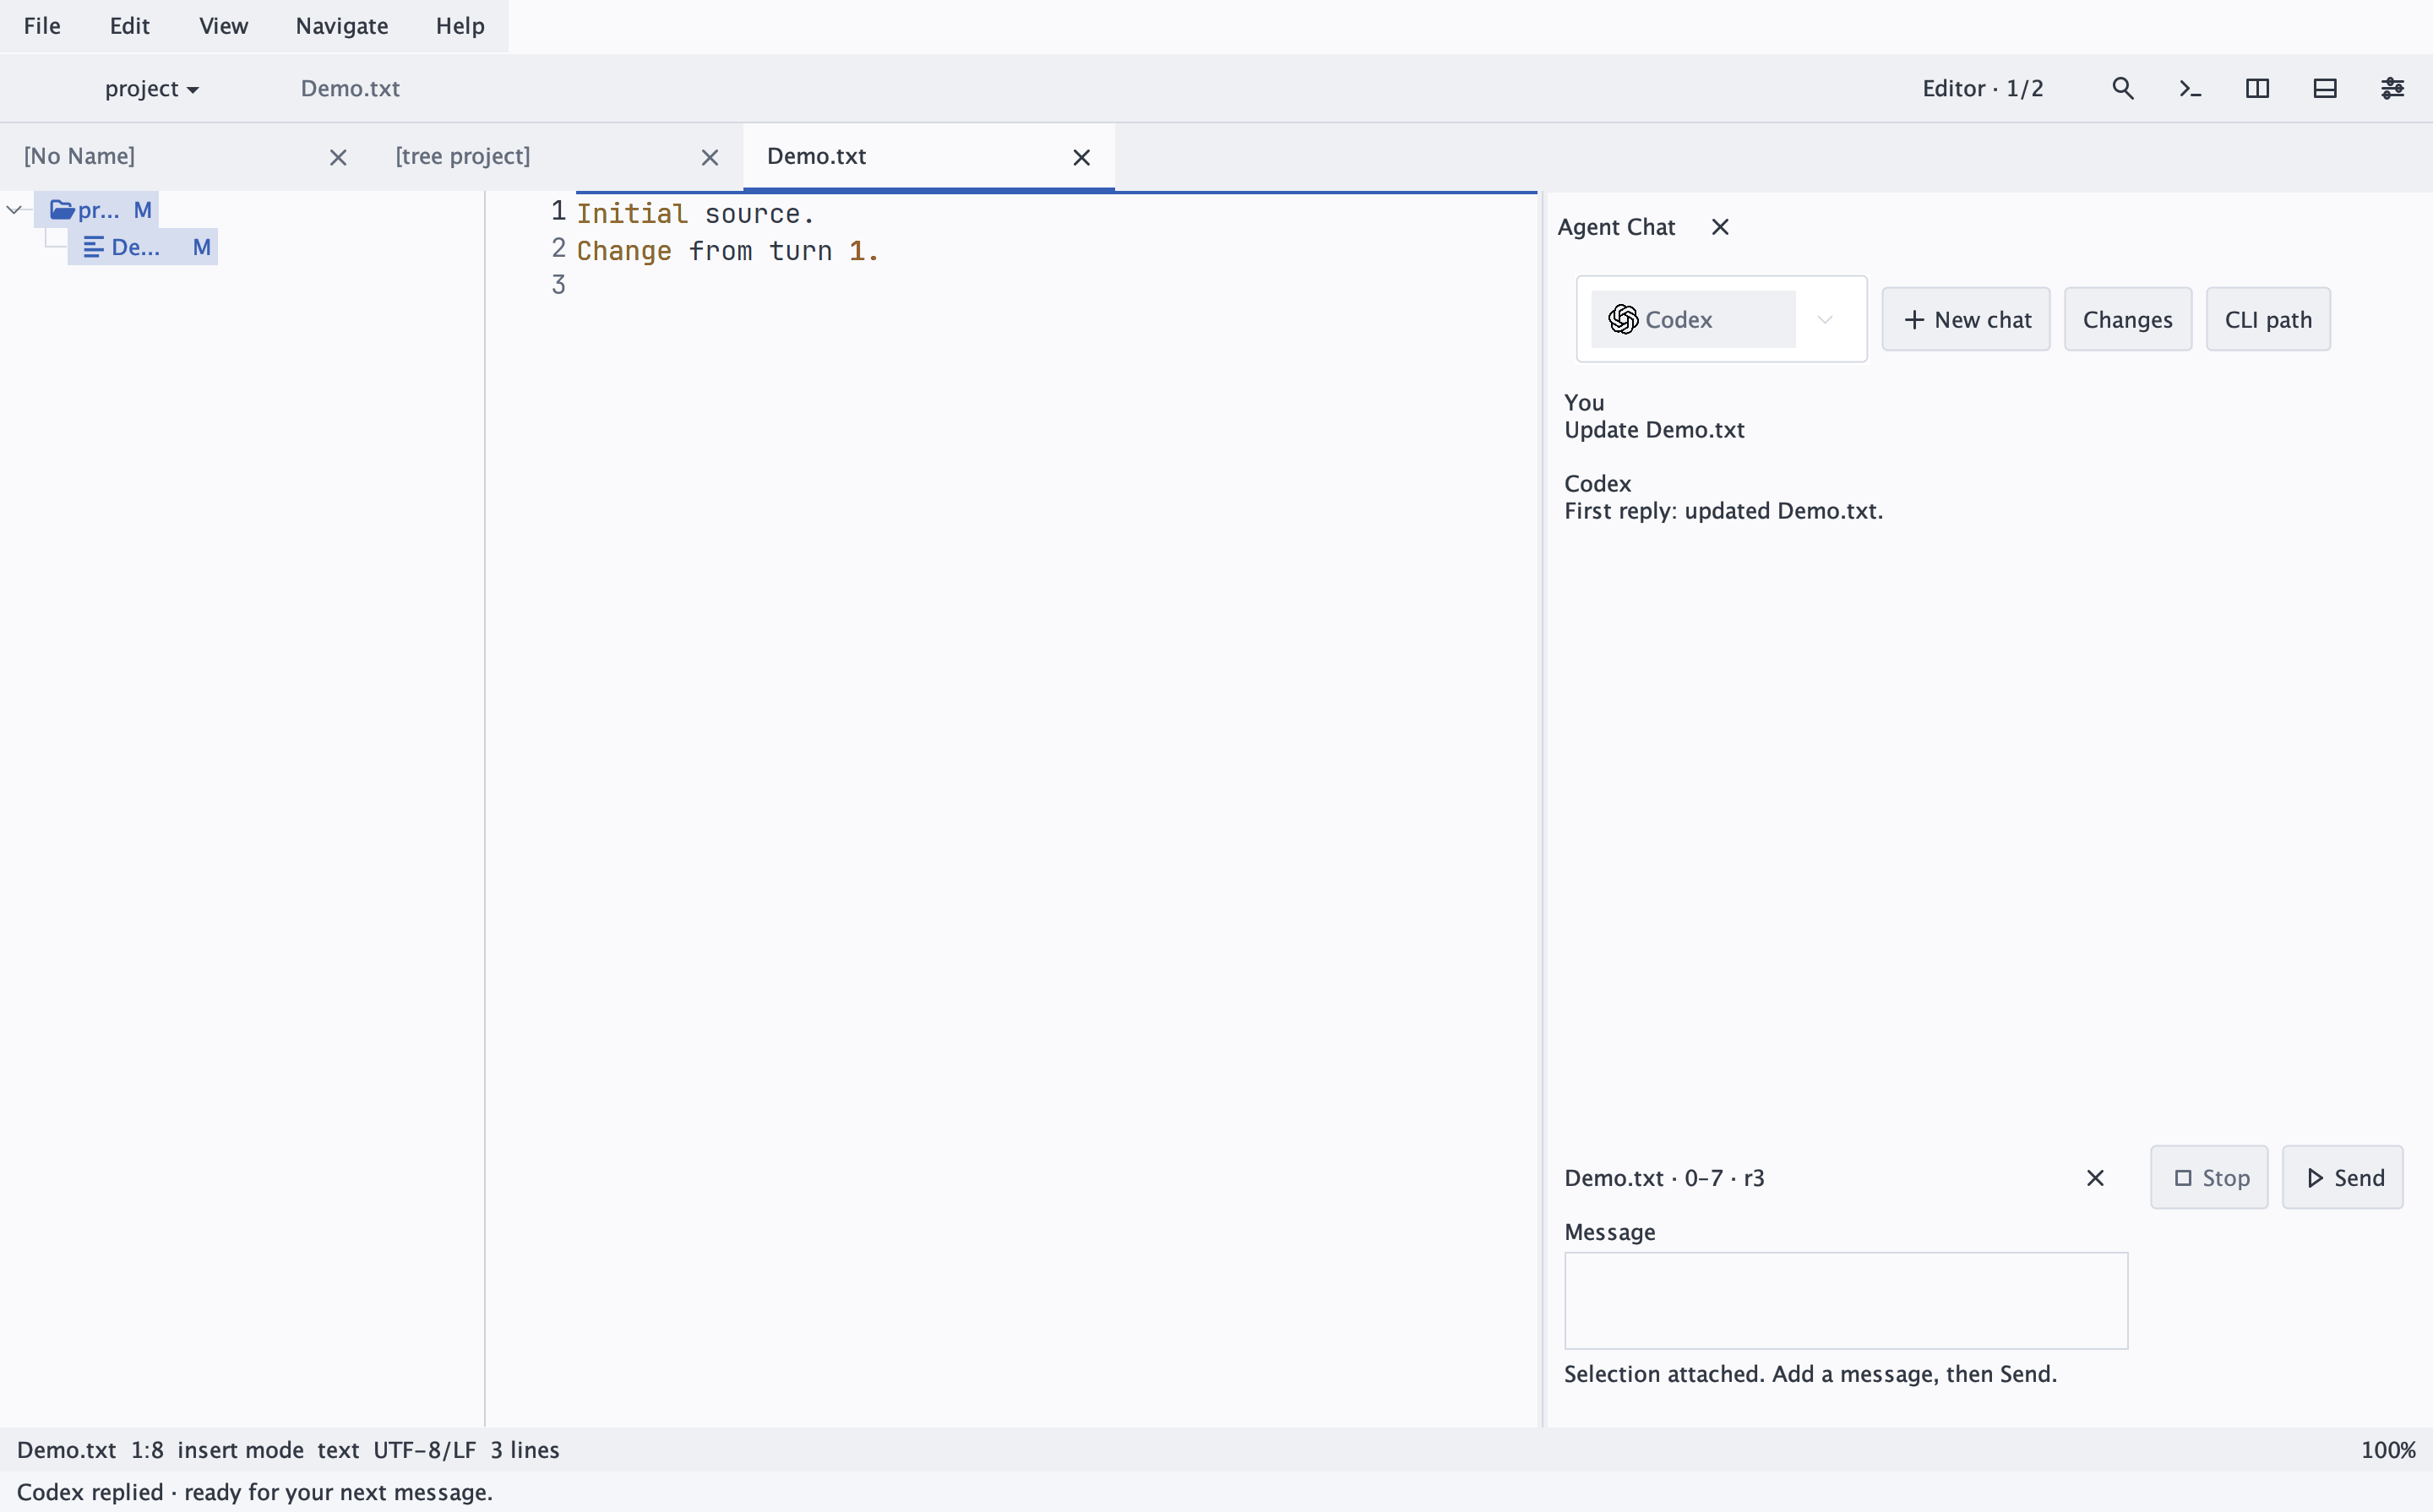 File Edit View Navigate Help
project Demo.txt Editor · 1/2
[No Name] [tree project] Demo.txt
pr... M
De... M
1 Initial source.
2 Change from turn 1.
3
Agent Chat
Codex New chat Changes CLI path
You
Update Demo.txt
Codex
First reply: updated Demo.txt.
Demo.txt · 0–7 · r3 Stop Send
Message
Selection attached. Add a message, then Send.
Demo.txt 1:8 insert mode text UTF-8/LF 3 lines 100%
Codex replied · ready for your next message.